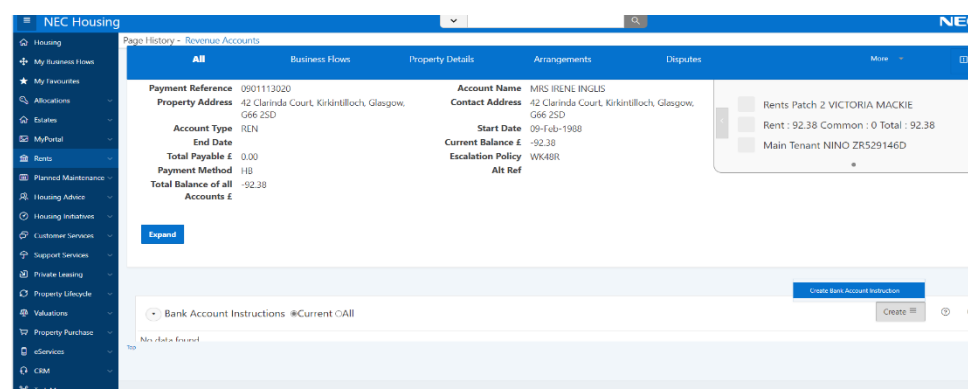 NEC Housing
NEC
Housing
My Business Flows
My Favourites
Allocations
Estates
MyPortal
Rents
Planned Maintenance
Housing Advice
Housing Initiatives
Customer Services
Support Services
Private Leasing
Property Lifecycle
Valuations
Property Purchase
eServices
CRM
Page History - Revenue Accounts
All Business Flows Property Details Arrangements Disputes More
Payment Reference 0901113020
Property Address 42 Clarinda Court, Kirkintilloch, Glasgow,
G66 2SD
Account Type REN
End Date
Total Payable £ 0.00
Payment Method HB
Total Balance of all -92.38
Accounts £
Account Name MRS IRENE INGLIS
Contact Address 42 Clarinda Court, Kirkintilloch, Glasgow,
G66 2SD
Start Date 09-Feb-1988
Current Balance £ -92.38
Escalation Policy WK48R
Alt Ref
Rents Patch 2 VICTORIA MACKIE
Rent : 92.38 Common : 0 Total : 92.38
Main Tenant NINO ZR529146D
Expand
Create Bank Account Instruction
Bank Account Instructions Current All
Create
No data found
Top